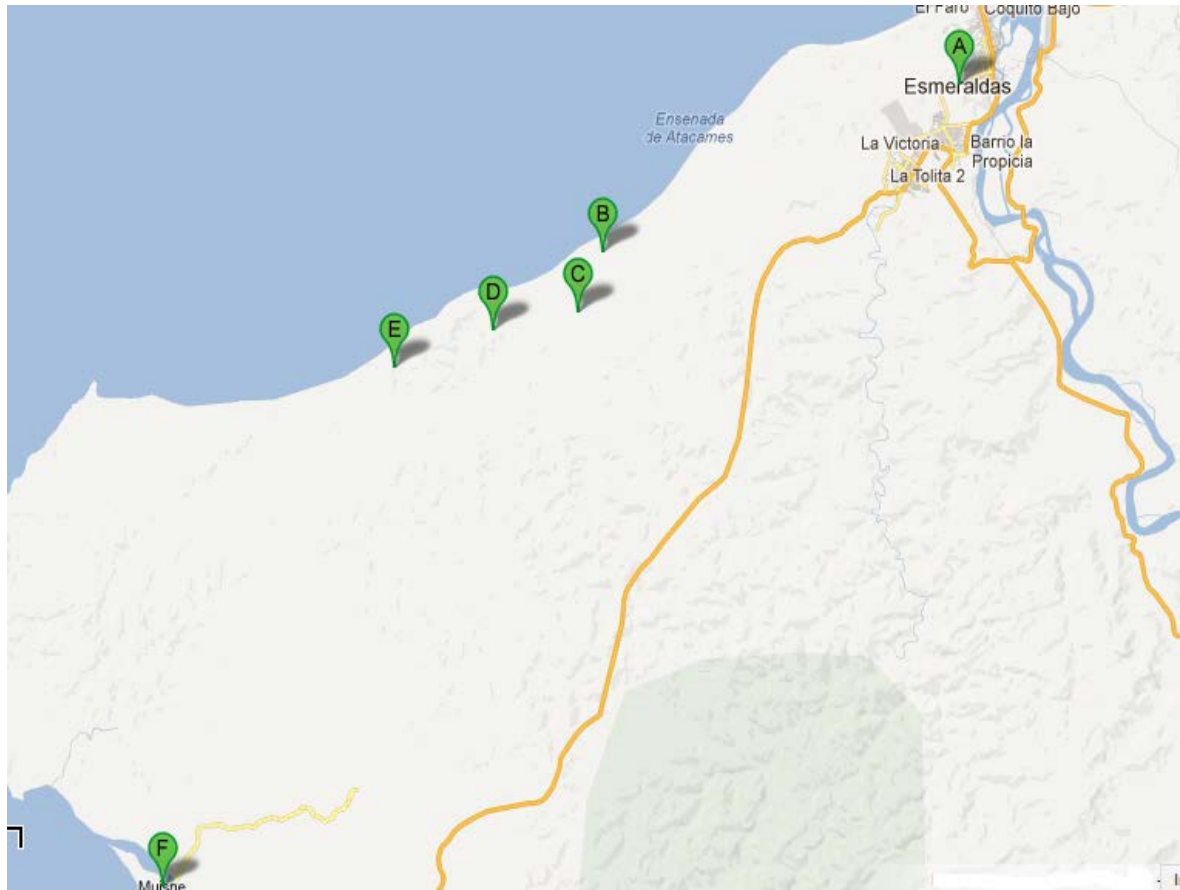 El Faro
Coquito Bajo
A
Esmeraldas
Ensenada
de Atacames
La Victoria
Barrio la
Propicia
La Tolita 2
B
C
D
E
F
Muisne